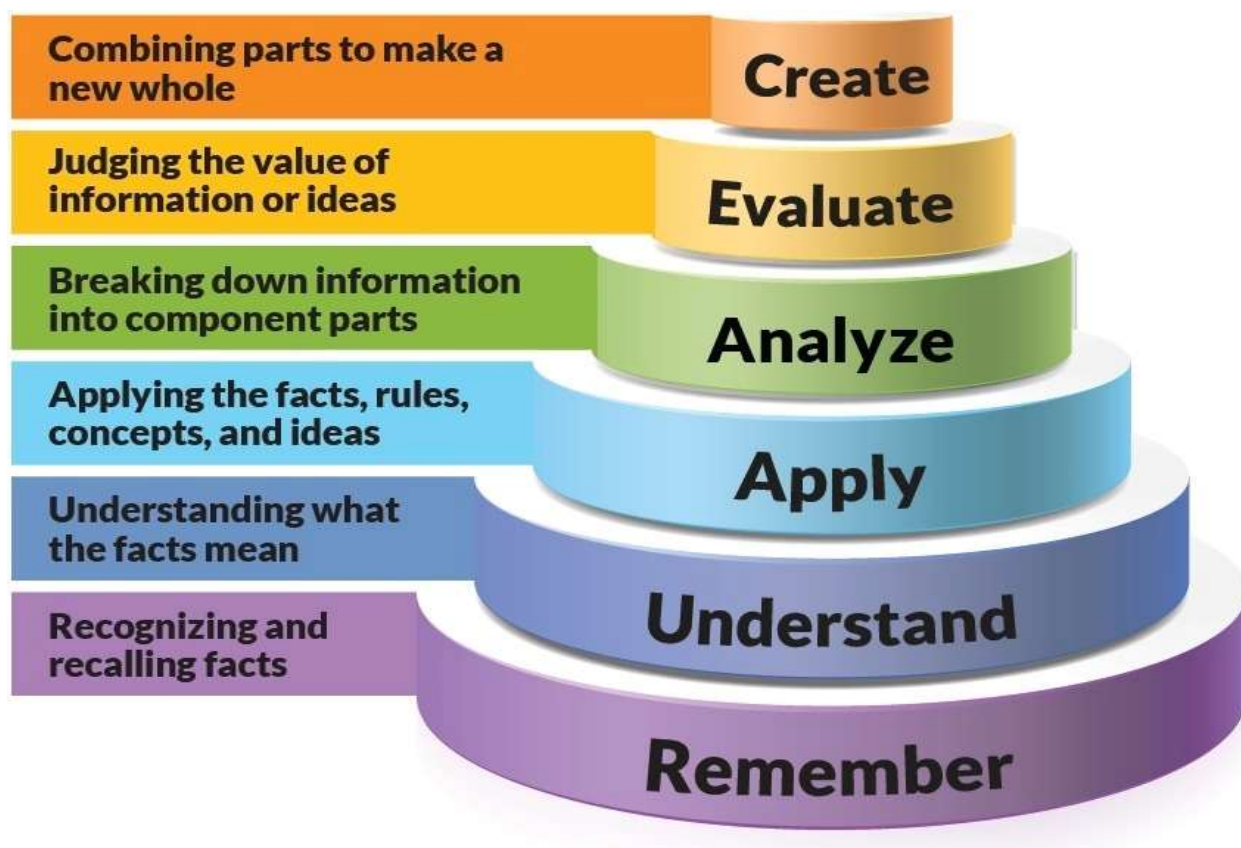 Combining parts to make a
new whole
Create
Judging the value of
information or ideas
Evaluate
Breaking down information
into component parts
Analyze
Applying the facts, rules,
concepts, and ideas
Apply
Understanding what
the facts mean
Understand
Recognizing and
recalling facts
Remember